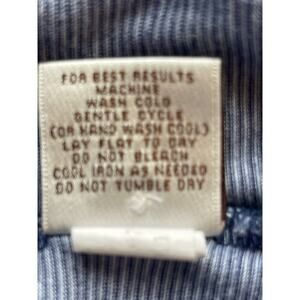 FOR BEST RESULTS
MACHINE
WASH COLD
GENTLE CYCLE
(OR HAND WASH COOL)
LAY FLAT TO DRY
DO NOT BLEACH
COOL IRON AS NEEDED
DO NOT TUMBLE DRY